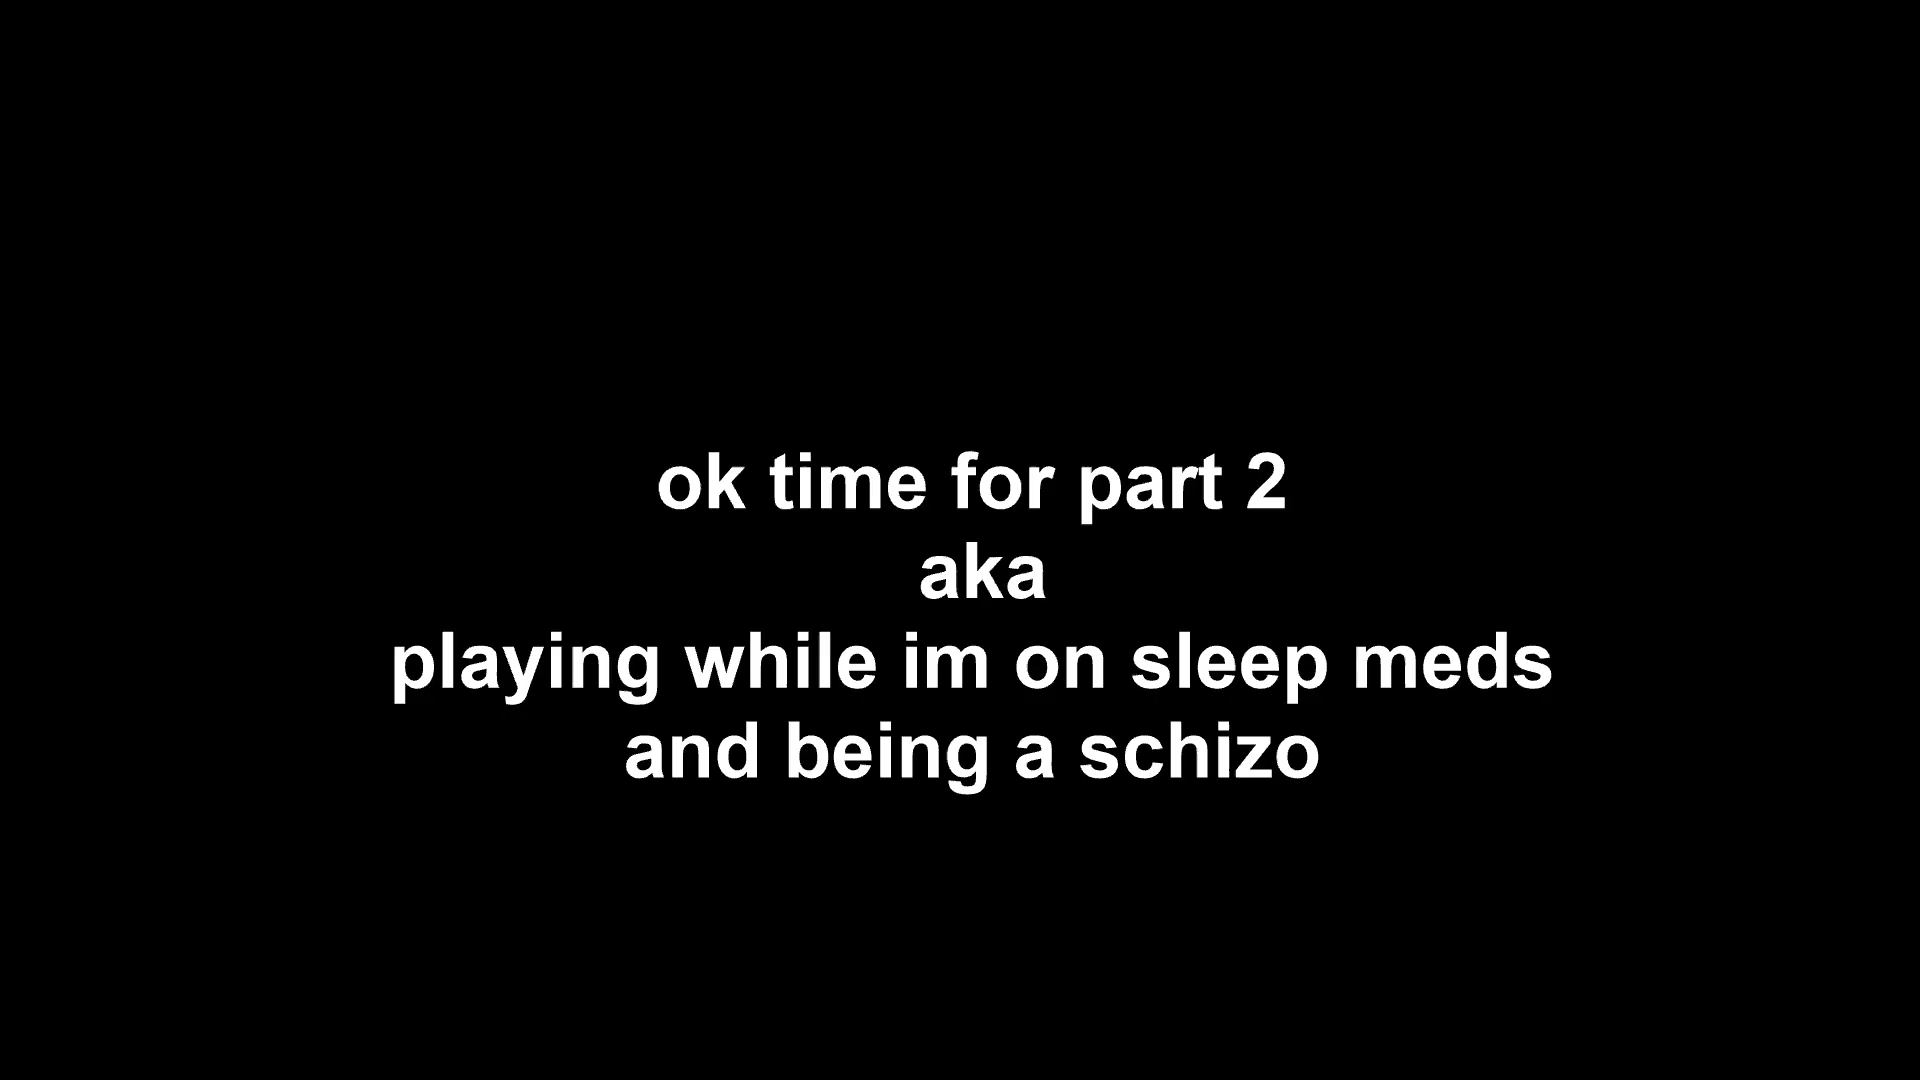 ok time for part 2
aka
playing while im on sleep meds
and being a schizo